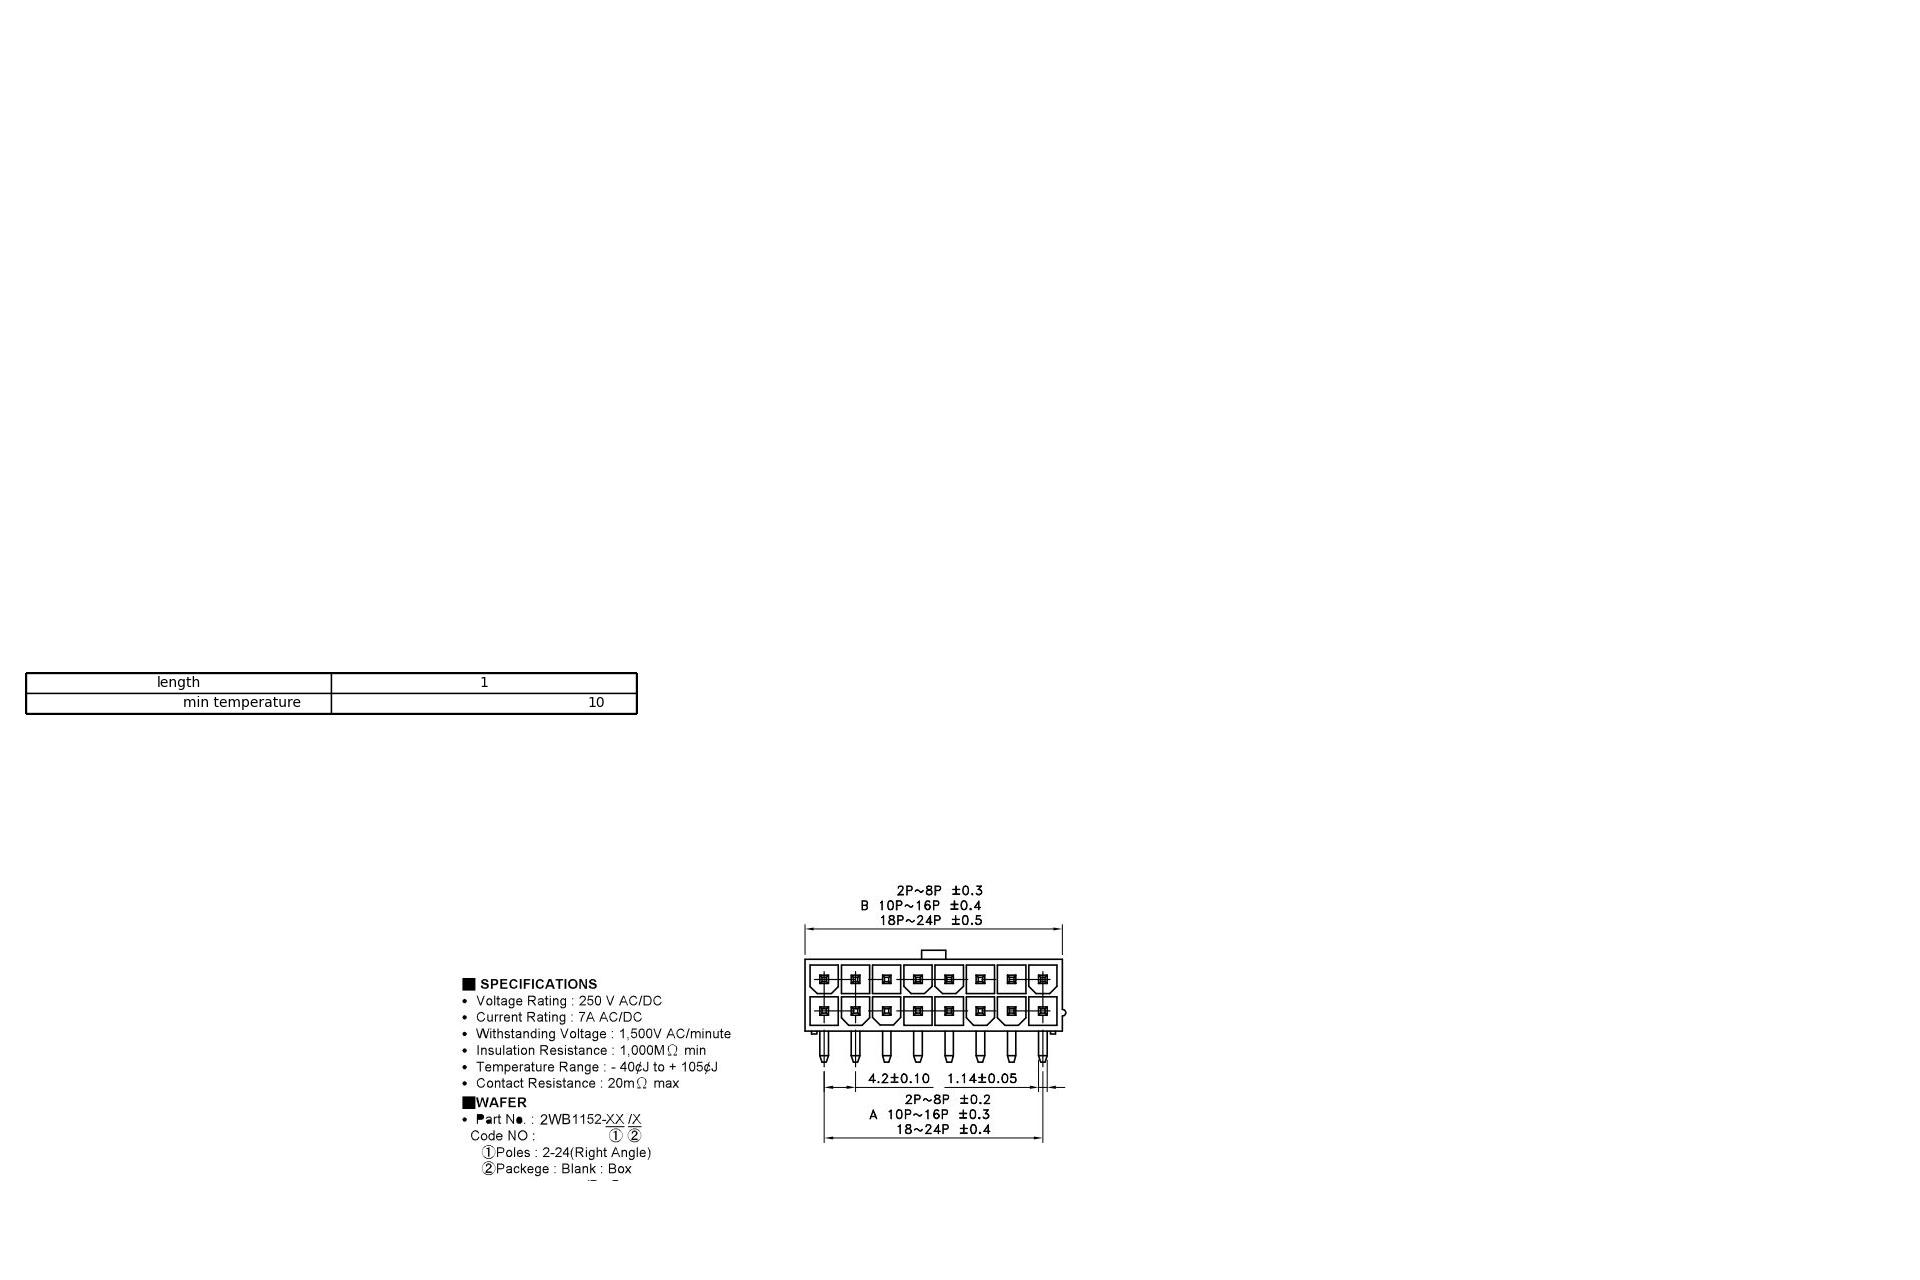 length 1
min temperature 10
2P~8P ±0.3
B 10P~16P ±0.4
18P~24P ±0.5
■ SPECIFICATIONS
• Voltage Rating : 250 V AC/DC
• Current Rating : 7A AC/DC
• Withstanding Voltage : 1,500V AC/minute
• Insulation Resistance : 1,000MΩ min
• Temperature Range : - 40¢J to + 105¢J
• Contact Resistance : 20mΩ max
■WAFER
• Part No. : 2WB1152-XX /X
Code NO : ① ②
①Poles : 2-24(Right Angle)
②Packege : Blank : Box
4.2±0.10 1.14±0.05
2P~8P ±0.2
A 10P~16P ±0.3
18~24P ±0.4